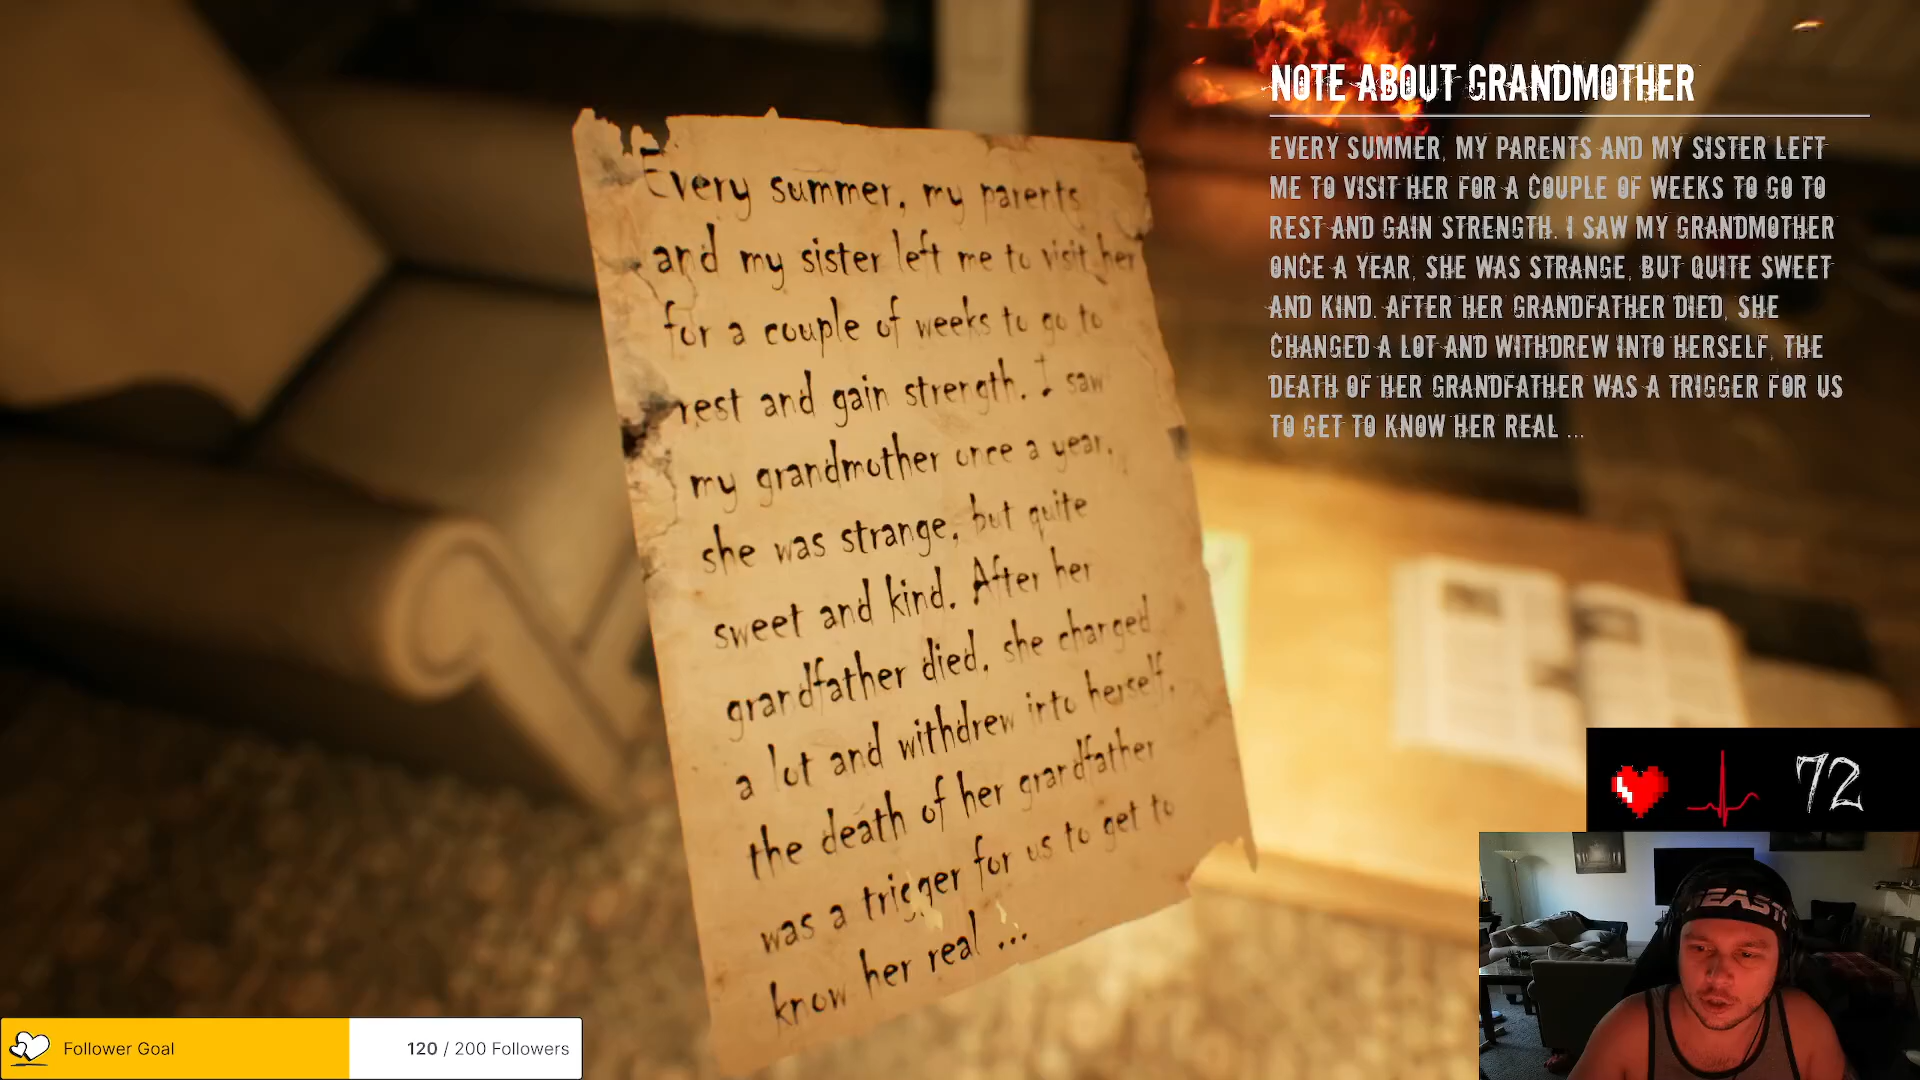 NOTE ABOUT GRANDMOTHER
EVERY SUMMER, MY PARENTS AND MY SISTER LEFT
ME TO VISIT HER FOR A COUPLE OF WEEKS TO GO TO
REST AND GAIN STRENGTH. I SAW MY GRANDMOTHER
ONCE A YEAR, SHE WAS STRANGE, BUT QUITE SWEET
AND KIND. AFTER HER GRANDFATHER DIED, SHE
CHANGED A LOT AND WITHDREW INTO HERSELF, THE
DEATH OF HER GRANDFATHER WAS A TRIGGER FOR US
TO GET TO KNOW HER REAL ...
Every summer, my parents
and my sister left me to visit her
for a couple of weeks to go to
rest and gain strength. I saw
my grandmother once a year,
she was strange, but quite
sweet and kind. After her
grandfather died, she changed
a lot and withdrew into herself,
the death of her grandfather
was a trigger for us to get to
know her real ...
72
BEAST
Follower Goal
120 / 200 Followers